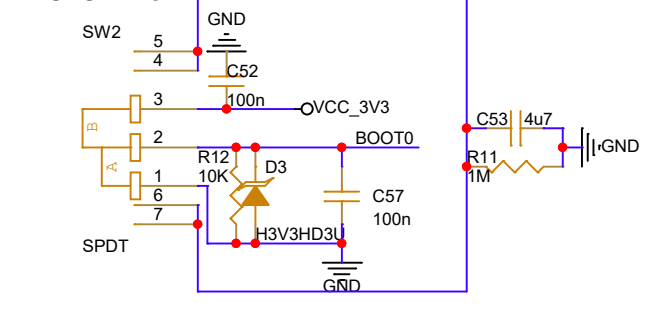 GND
SW2
5
4
C52
100n
3
VCC_3V3
C53 4u7
B
2
BOOT0
GND
R12
10K
D3
R11
1M
A
1
6
C57
100n
7
H3V3HD3U
SPDT
GND